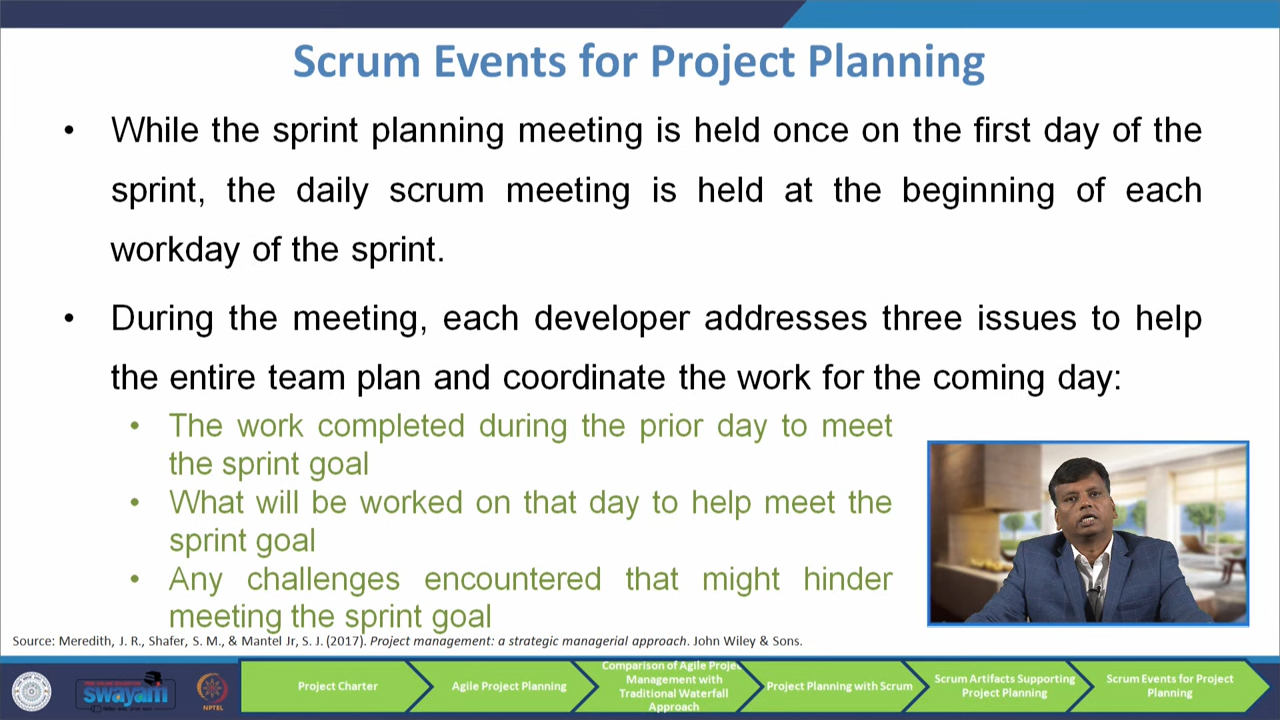 Scrum Events for Project Planning
• While the sprint planning meeting is held once on the first day of the
sprint, the daily scrum meeting is held at the beginning of each
workday of the sprint.
• During the meeting, each developer addresses three issues to help
the entire team plan and coordinate the work for the coming day:
• The work completed during the prior day to meet
the sprint goal
• What will be worked on that day to help meet the
sprint goal
• Any challenges encountered that might hinder
meeting the sprint goal
Source: Meredith, J. R., Shafer, S. M., & Mantel Jr, S. J. (2017). Project management: a strategic managerial approach. John Wiley & Sons.
swayam
NPTEL
Project Charter
Agile Project Planning
Comparison of Agile Proje
Management with
Traditional Waterfall
Approach
Project Planning with Scrum
Scrum Artifacts Supporting
Project Planning
Scrum Events for Project
Planning